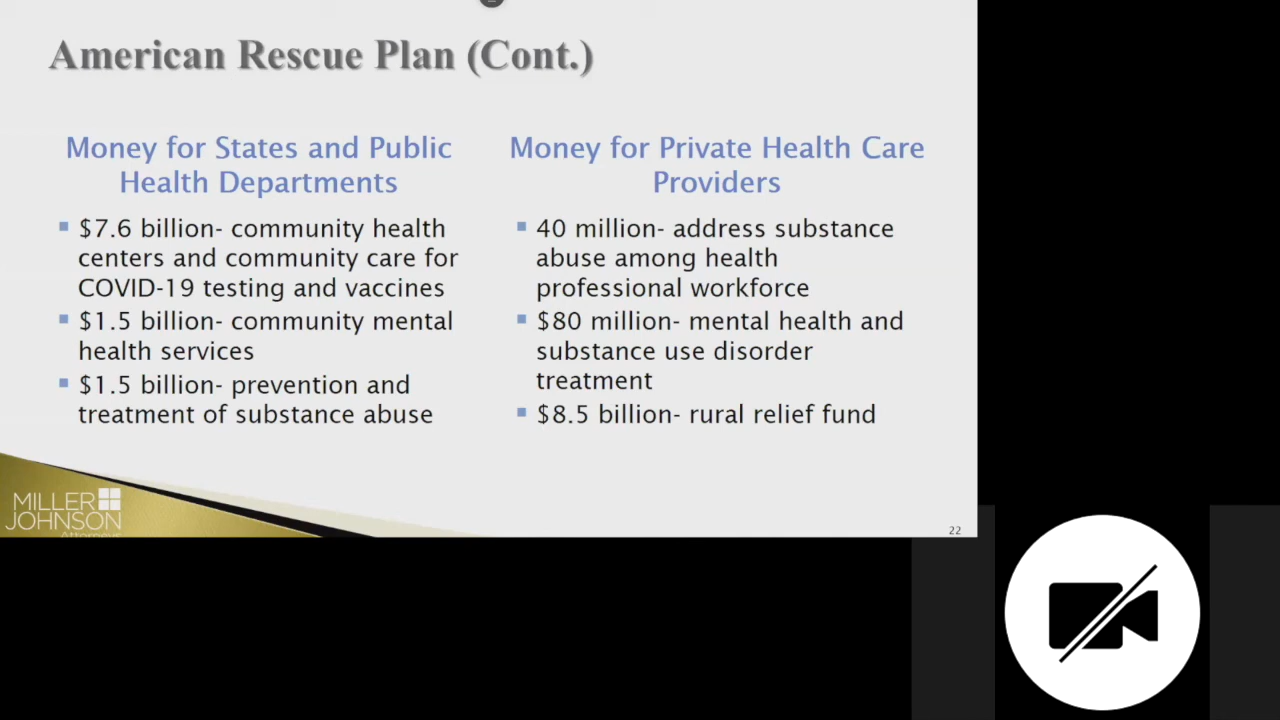 American Rescue Plan (Cont.)
Money for States and Public
Health Departments
$7.6 billion- community health
centers and community care for
COVID-19 testing and vaccines
$1.5 billion- community mental
health services
$1.5 billion- prevention and
treatment of substance abuse
Money for Private Health Care
Providers
40 million- address substance
abuse among health
professional workforce
$80 million- mental health and
substance use disorder
treatment
$8.5 billion- rural relief fund
MILLER
JOHNSON
Attorneys
22